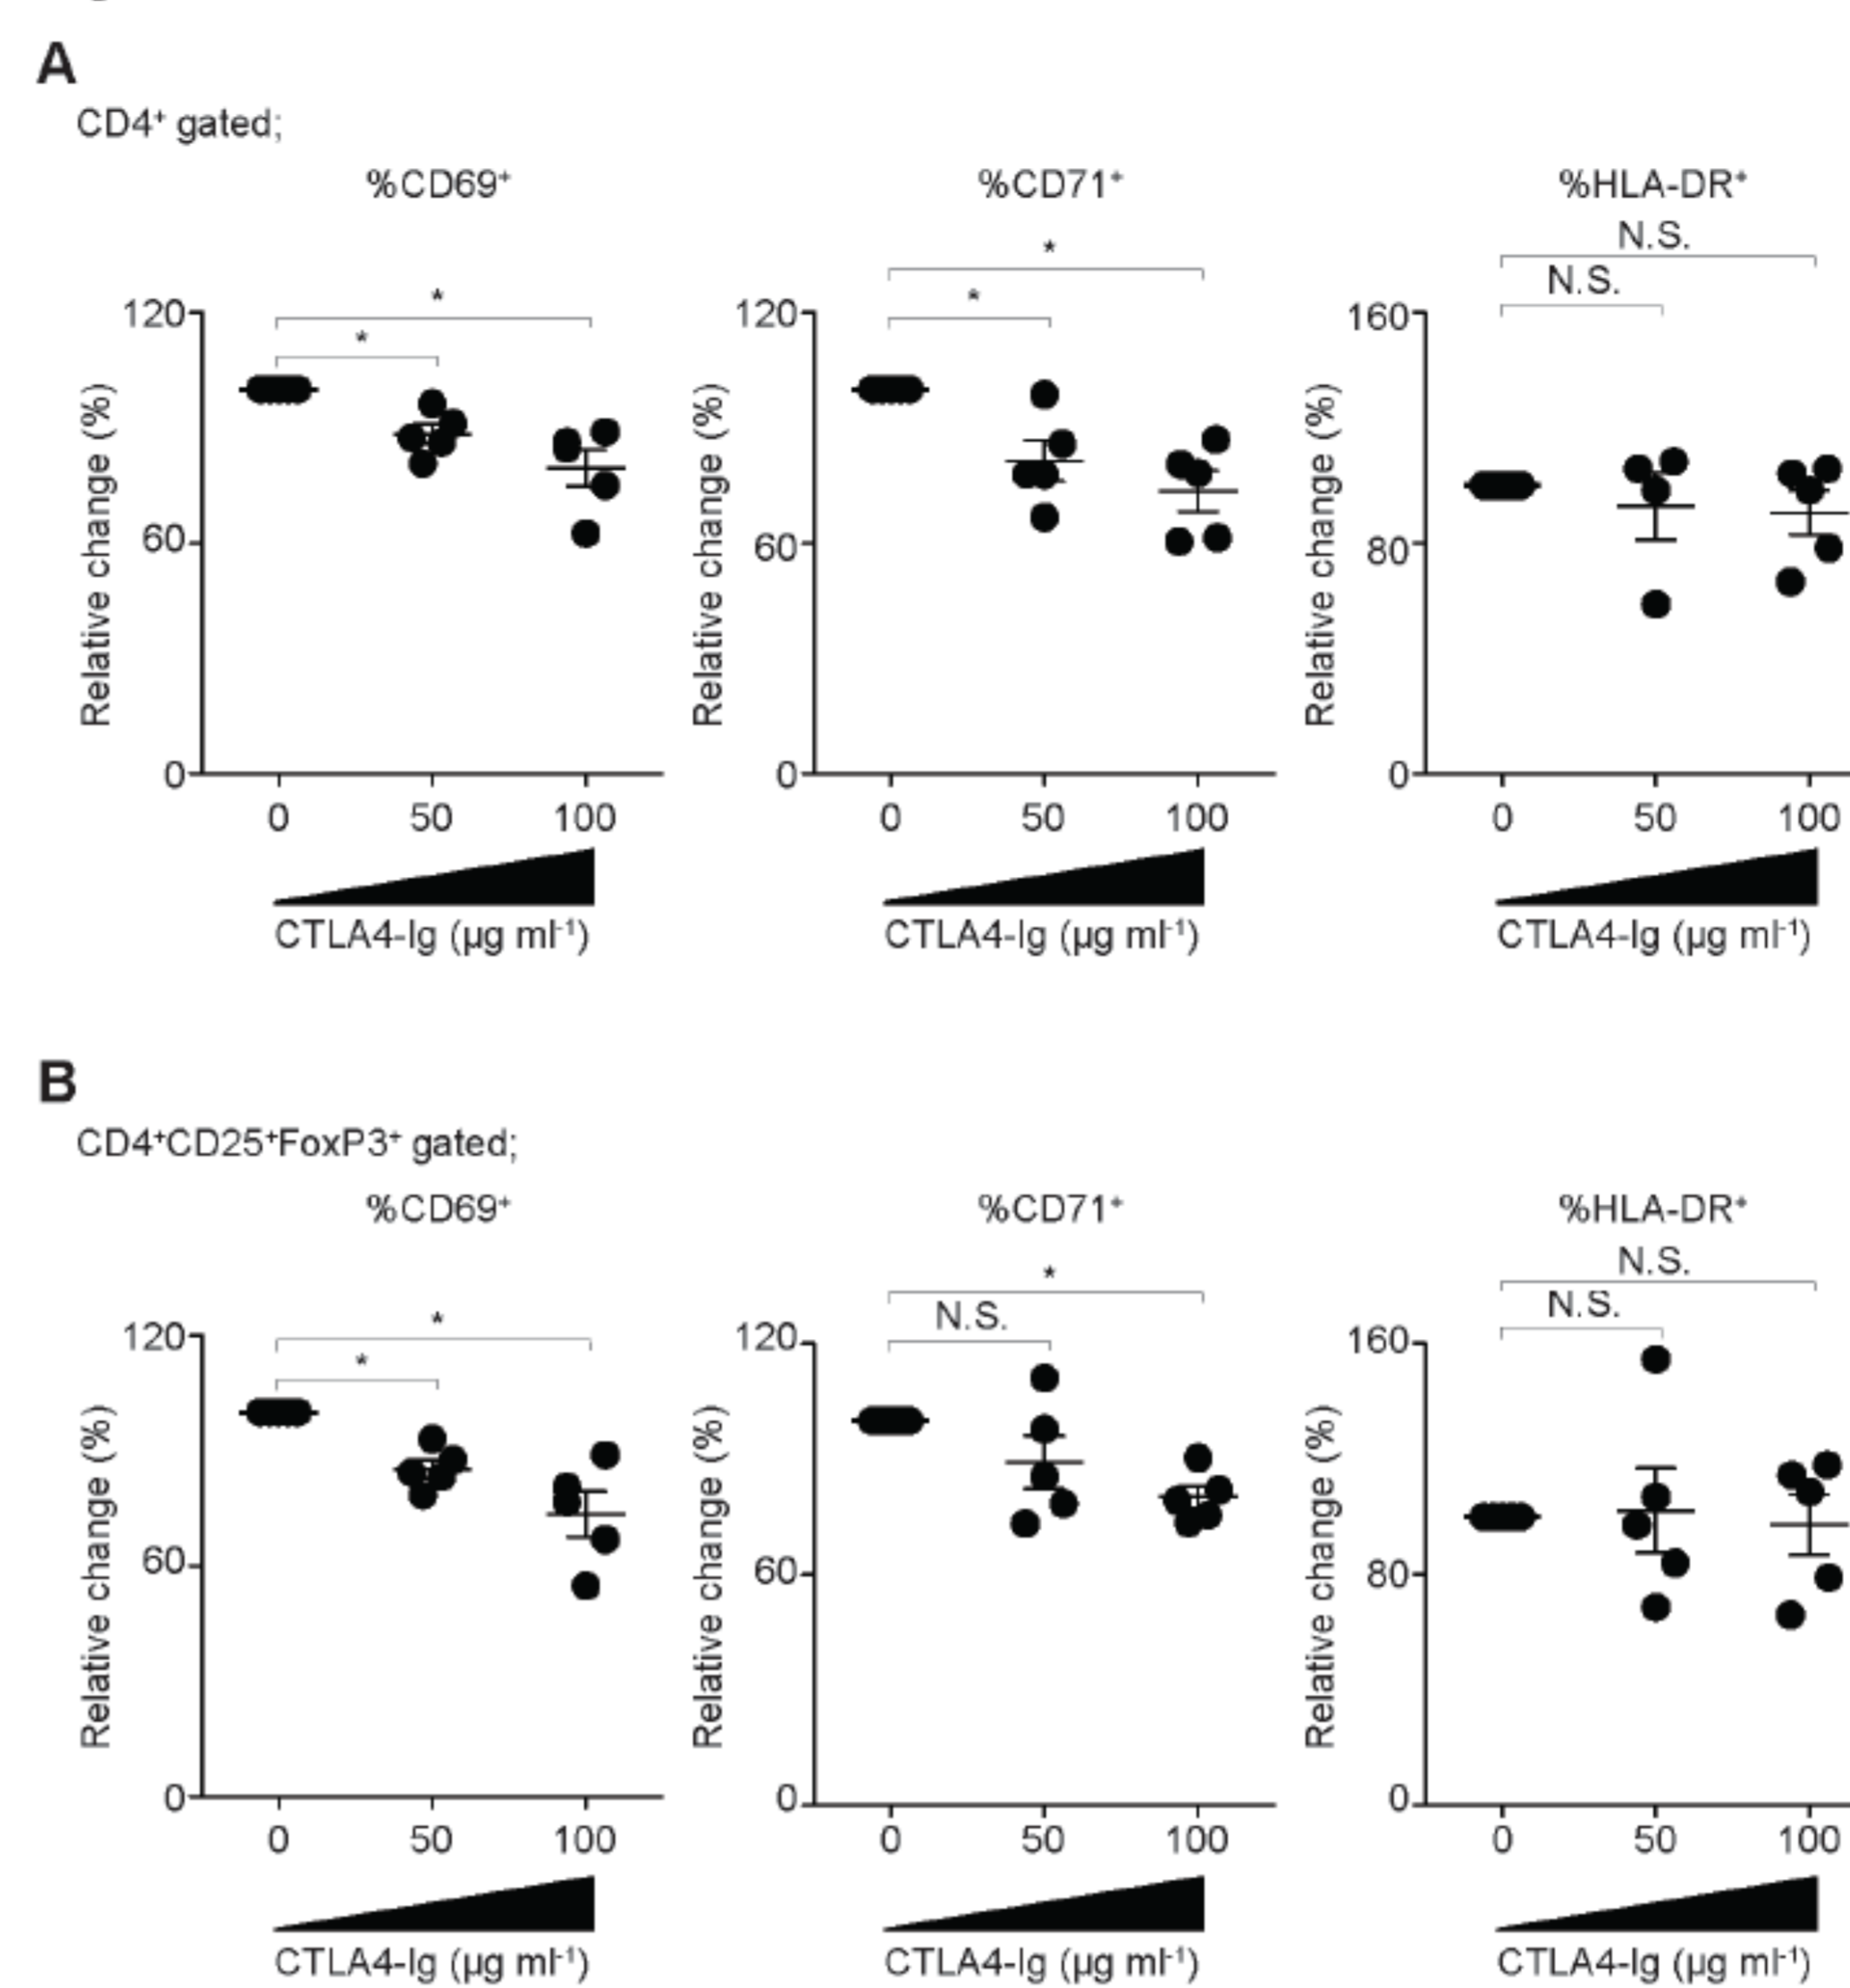 A
CD4⁺ gated;
%CD69⁺
%CD71⁺
%HLA-DR⁺
*
*
120
60
0
Relative change (%)
0 50 100
CTLA4-Ig (µg ml⁻¹)
*
*
120
60
0
Relative change (%)
0 50 100
CTLA4-Ig (µg ml⁻¹)
N.S.
N.S.
160
80
0
Relative change (%)
0 50 100
CTLA4-Ig (µg ml⁻¹)
B
CD4⁺CD25⁺FoxP3⁺ gated;
%CD69⁺
%CD71⁺
%HLA-DR⁺
*
*
120
60
0
Relative change (%)
0 50 100
CTLA4-Ig (µg ml⁻¹)
*
N.S.
120
60
0
Relative change (%)
0 50 100
CTLA4-Ig (µg ml⁻¹)
N.S.
N.S.
160
80
0
Relative change (%)
0 50 100
CTLA4-Ig (µg ml⁻¹)